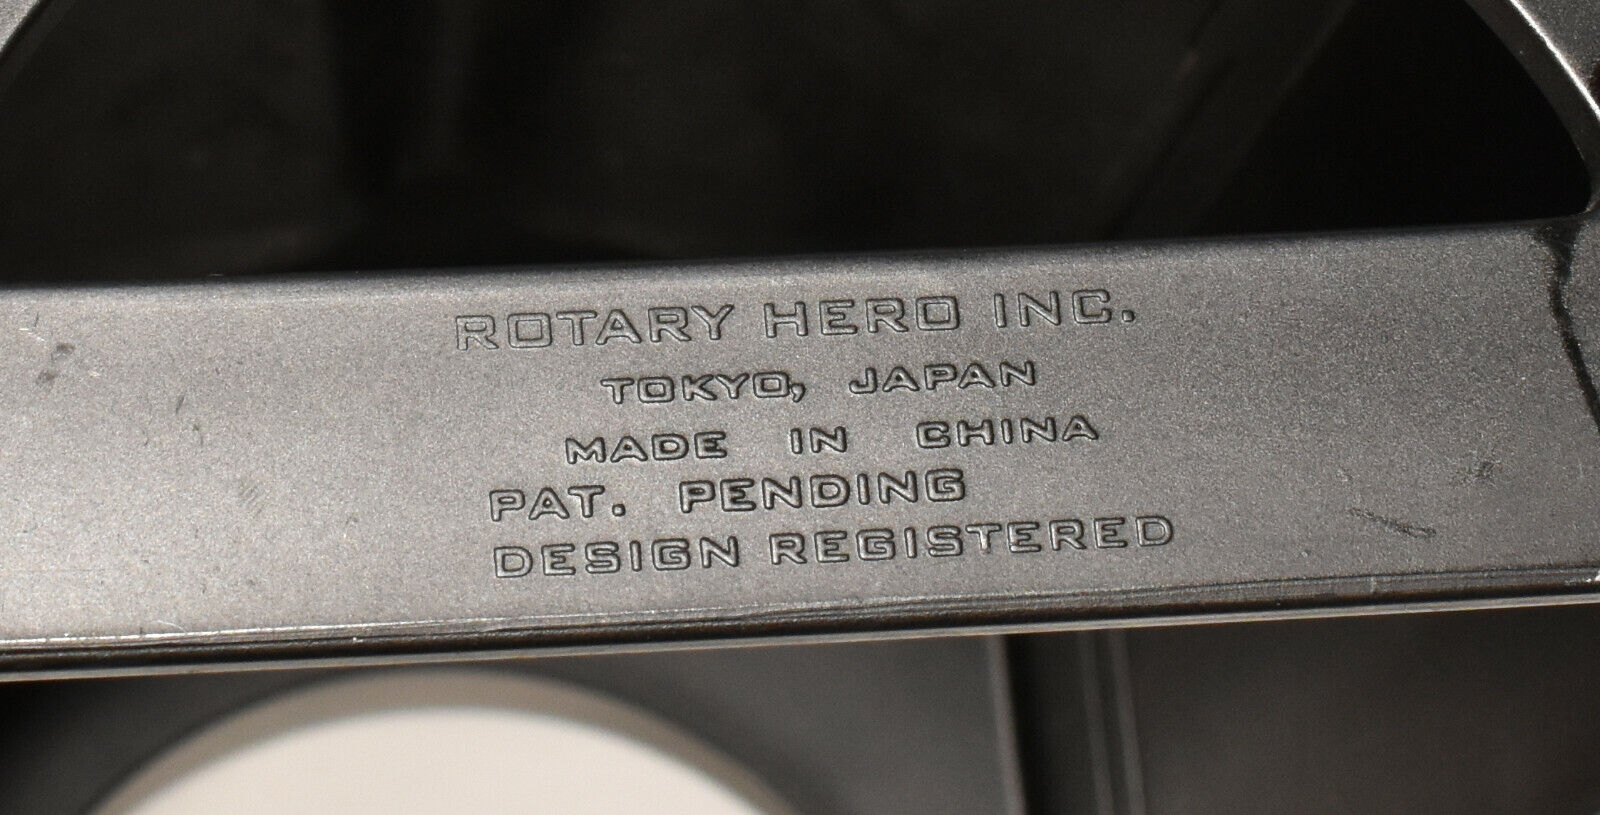 ROTARY HERO INC.
TOKYO, JAPAN
MADE IN CHINA
PAT. PENDING
DESIGN REGISTERED